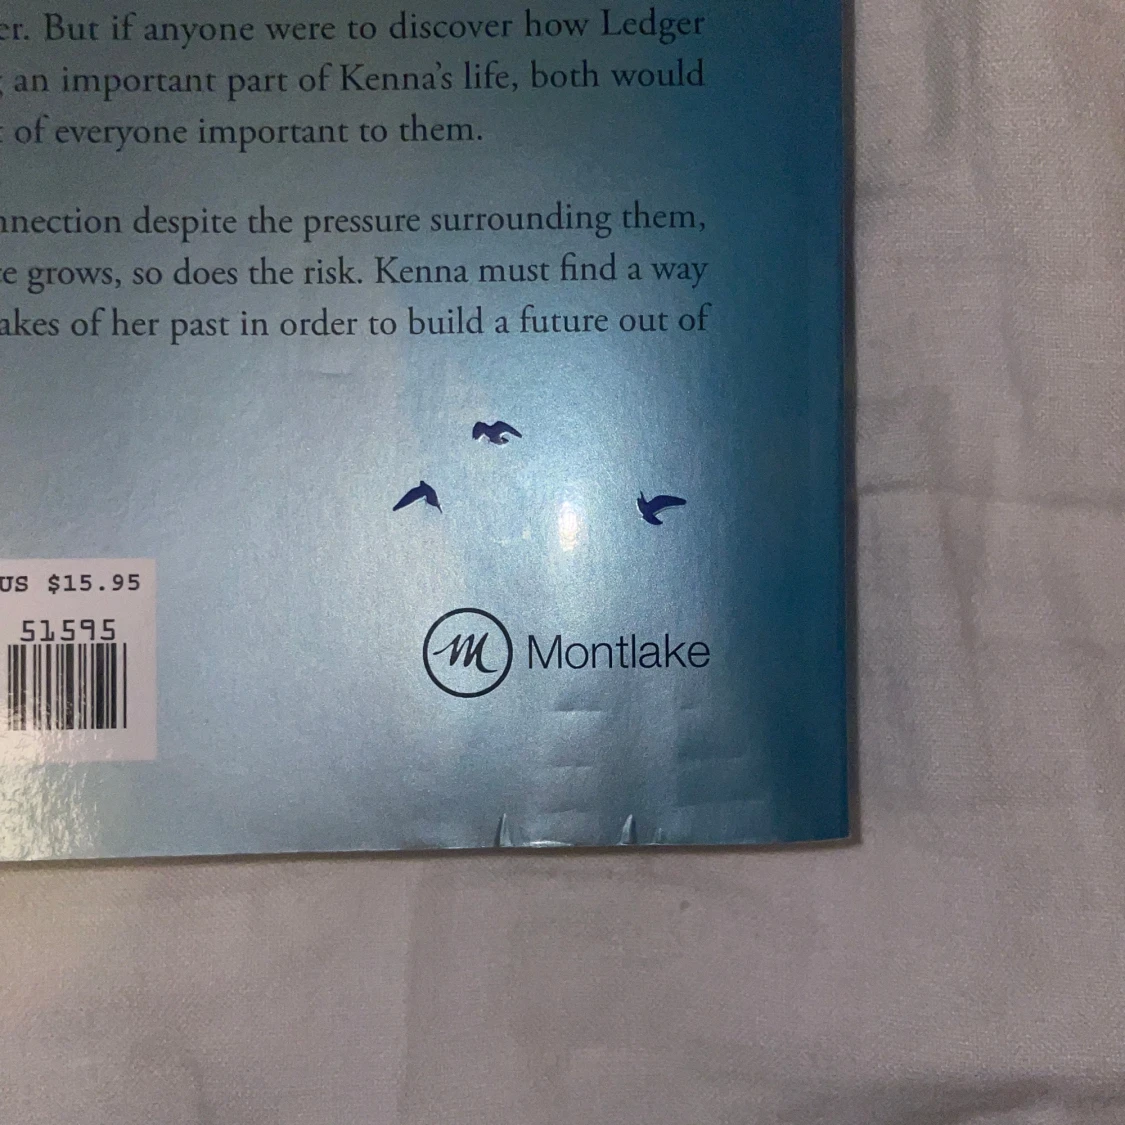 er. But if anyone were to discover how Ledger
an important part of Kenna's life, both would
of everyone important to them.
nnection despite the pressure surrounding them,
e grows, so does the risk. Kenna must find a way
akes of her past in order to build a future out of
US $15.95
51595
m Montlake